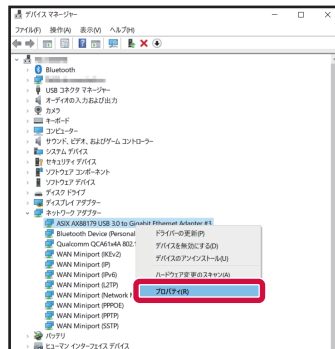 デバイス マネージャー
ファイル(F) 操作(A) 表示(V) ヘルプ(H)
Bluetooth
USB コネクタ マネージャー
オーディオの入力および出力
カメラ
キーボード
コンピューター
サウンド、ビデオ、およびゲーム コントローラー
システム デバイス
セキュリティ デバイス
ソフトウェア コンポーネント
ソフトウェア デバイス
ディスク ドライブ
ディスプレイ アダプター
ネットワーク アダプター
ASIX AX88179 USB 3.0 to Gigabit Ethernet Adapter #3
Bluetooth Device (Personal
Qualcomm QCA61x4A 802.1
WAN Miniport (IKEv2)
WAN Miniport (IP)
WAN Miniport (IPv6)
WAN Miniport (L2TP)
WAN Miniport (Network M
WAN Miniport (PPPOE)
WAN Miniport (PPTP)
WAN Miniport (SSTP)
バッテリ
ヒューマン インターフェイス デバイス
ドライバーの更新(P)
デバイスを無効にする(D)
デバイスのアンインストール(U)
ハードウェア変更のスキャン(A)
プロパティ(R)